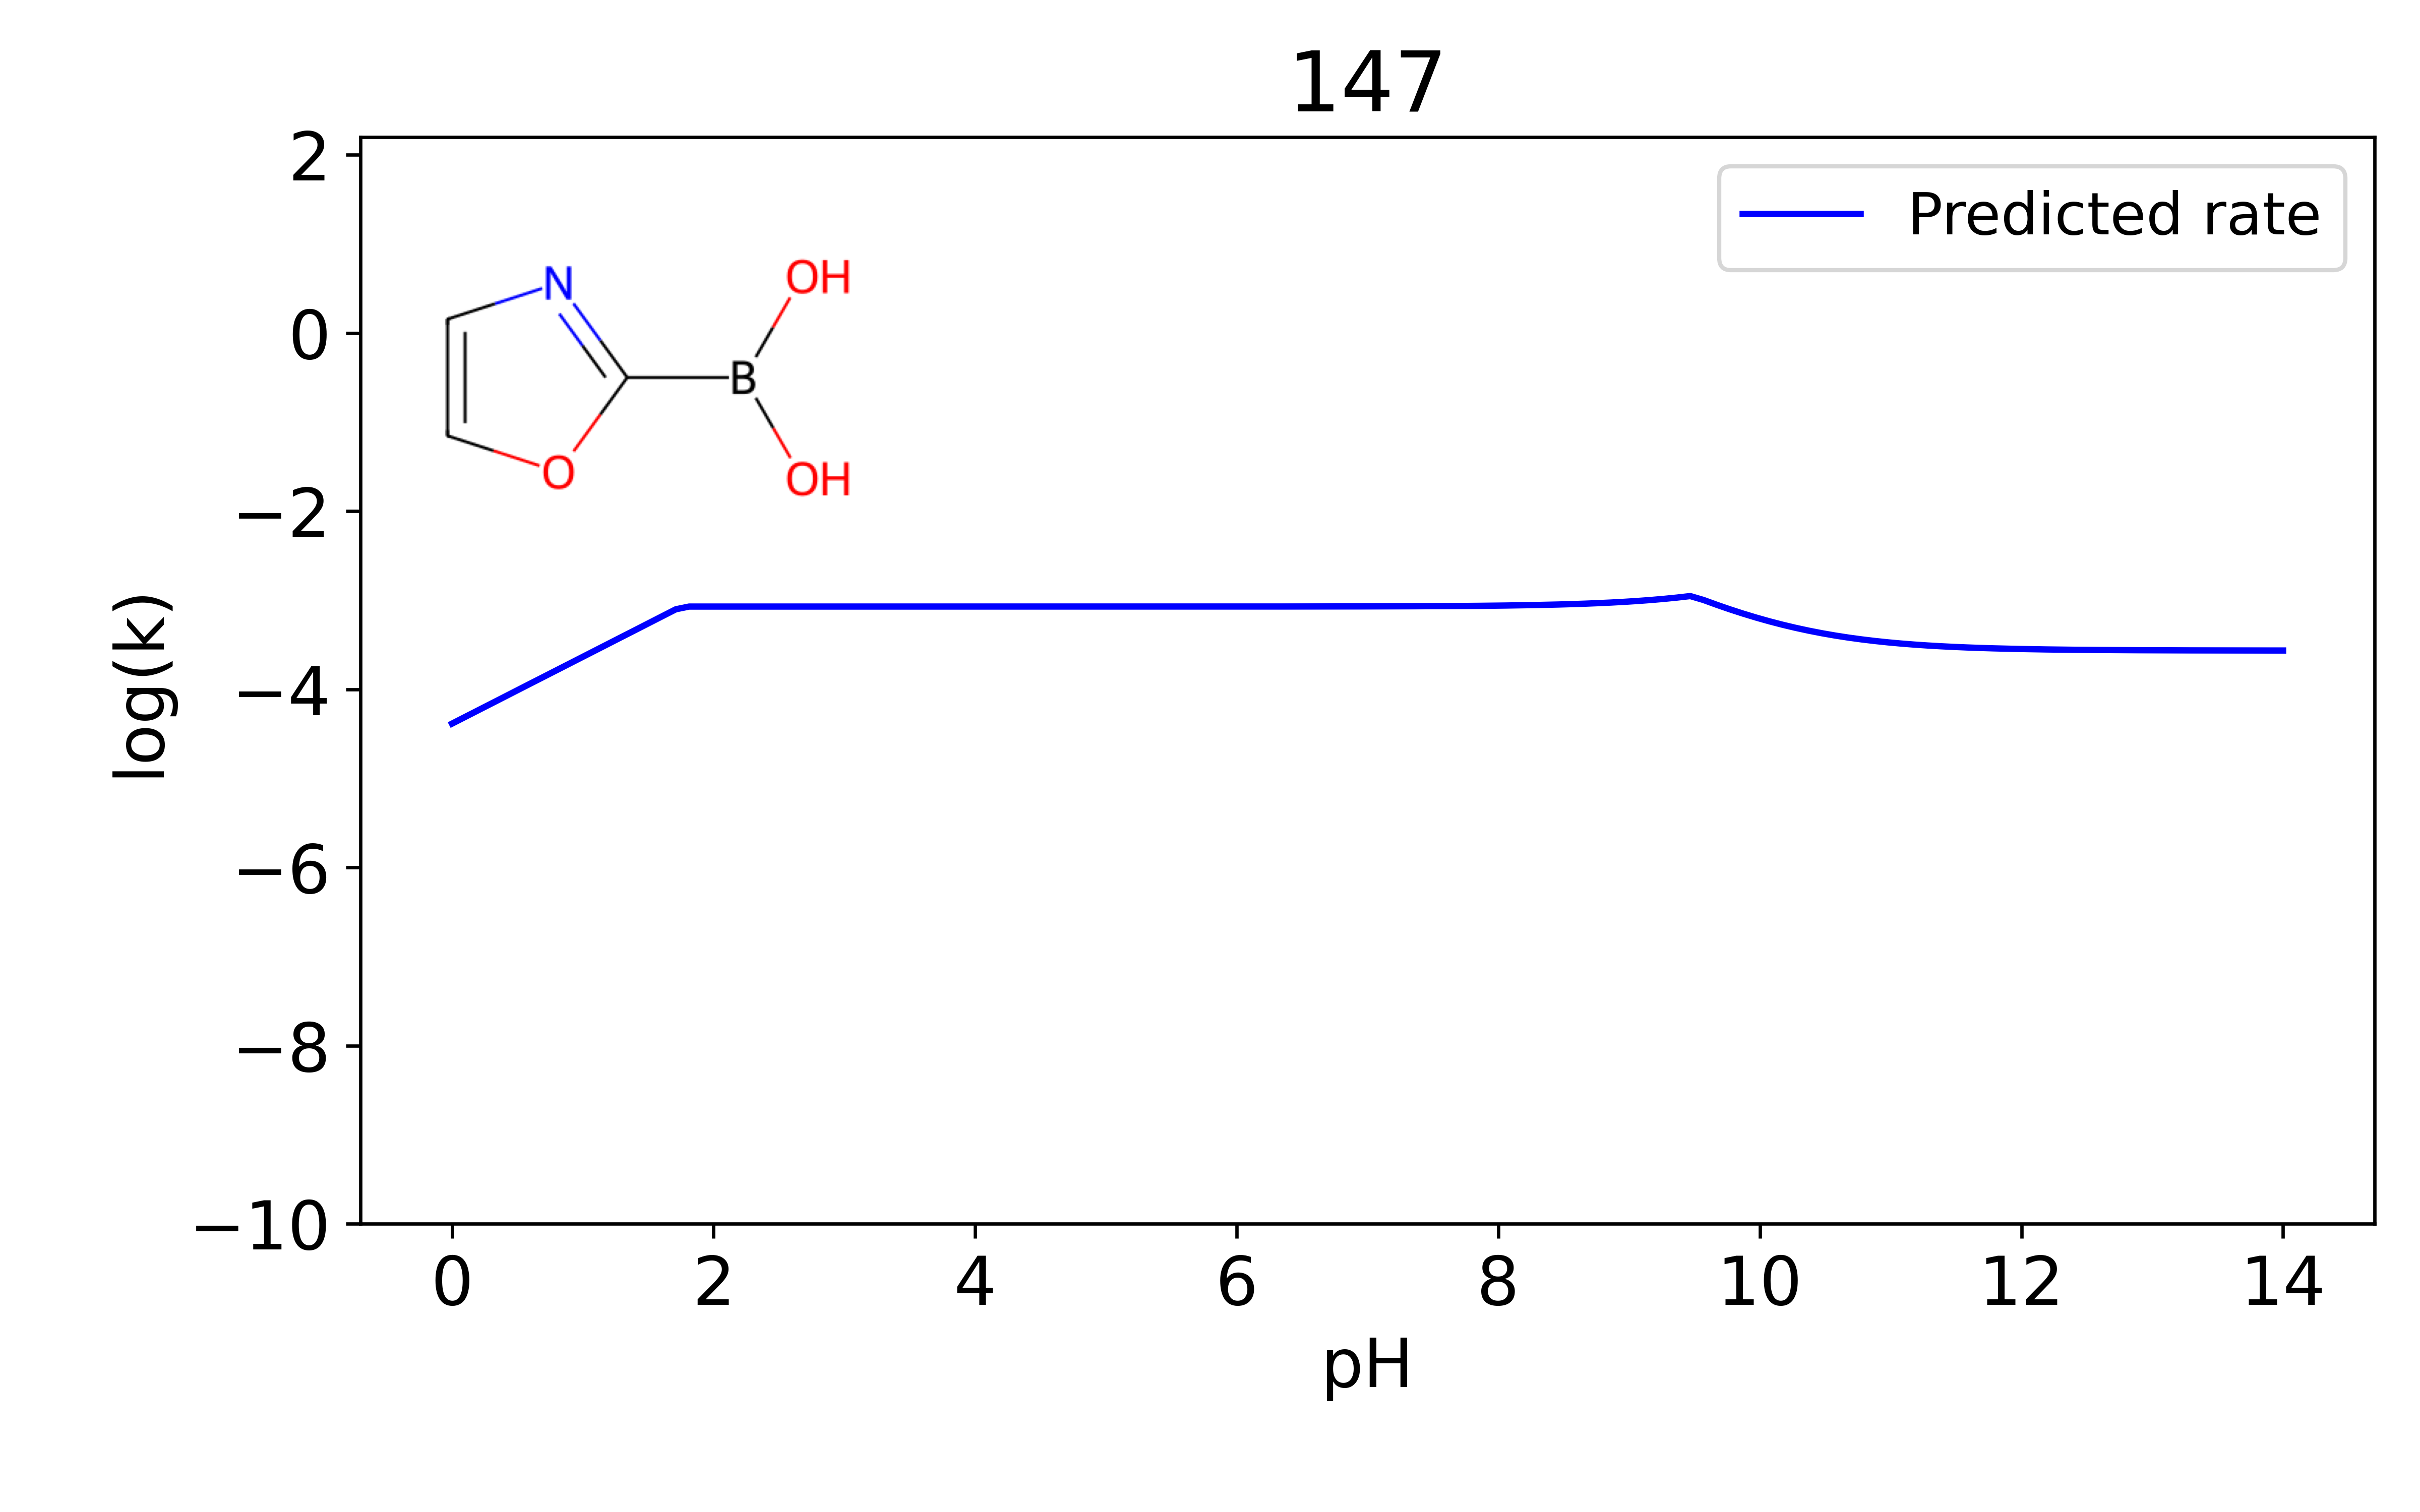 147
Predicted rate
2
0
−2
−4
−6
−8
−10
log(k)
N
OH
B
O
OH
0 2 4 6 8 10 12 14
pH